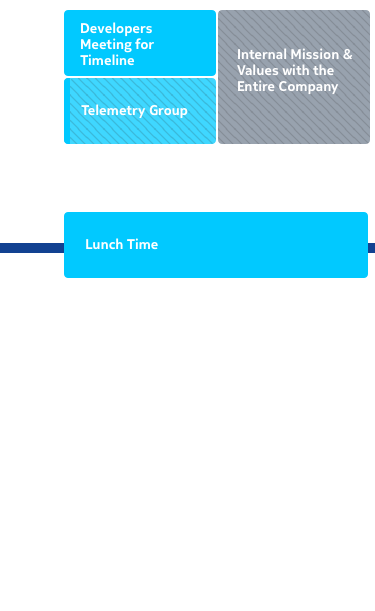 Developers
Meeting for
Timeline
Internal Mission &
Values with the
Entire Company
Telemetry Group
Lunch Time